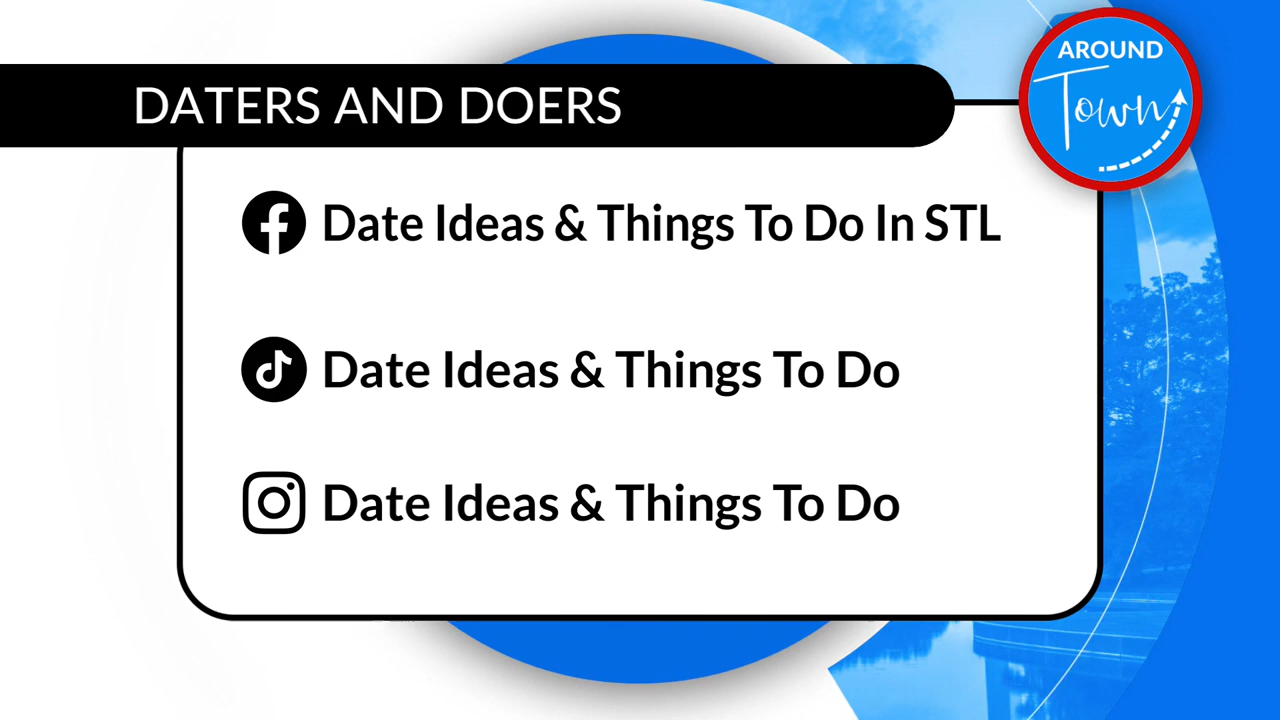 DATERS AND DOERS
AROUND
Town
Date Ideas & Things To Do In STL
Date Ideas & Things To Do
Date Ideas & Things To Do